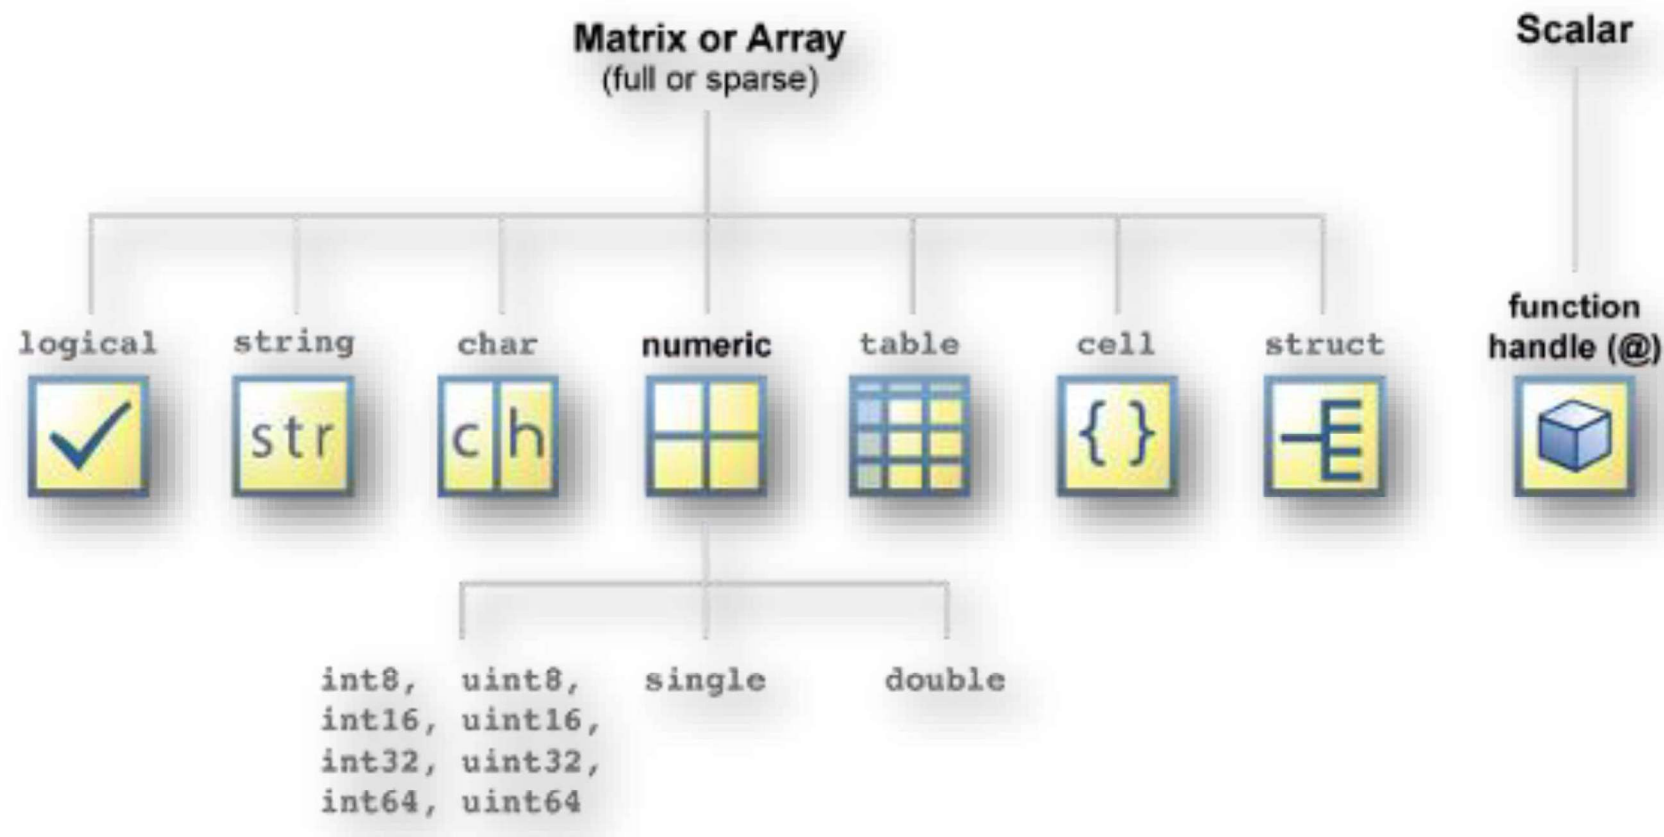 Matrix or Array
(full or sparse)
Scalar
logical
string
char
numeric
table
cell
struct
function
handle (@)
str
c h
{ }
int8, uint8,
int16, uint16,
int32, uint32,
int64, uint64
single
double